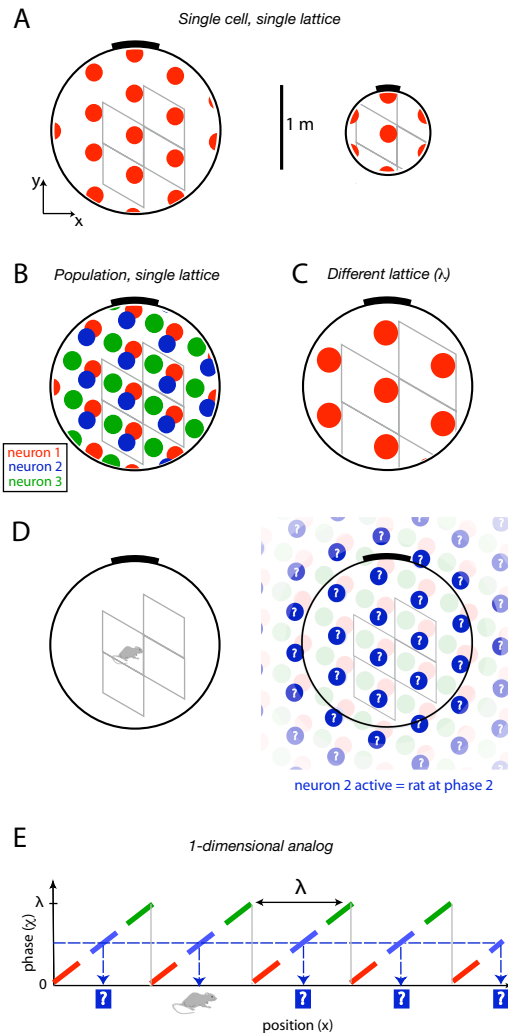 A
Single cell, single lattice
1 m
y
x
B
Population, single lattice
C
Different lattice (λ)
neuron 1
neuron 2
neuron 3
D
? ? ? ? ? ? ? ? ? ? ? ? ? ? ? ? ? ? ? ? ? ? ? ? ? ? ? ? ?
neuron 2 active = rat at phase 2
E
1-dimensional analog
λ
λ
phase (χ)
0
? ? ? ?
position (x)